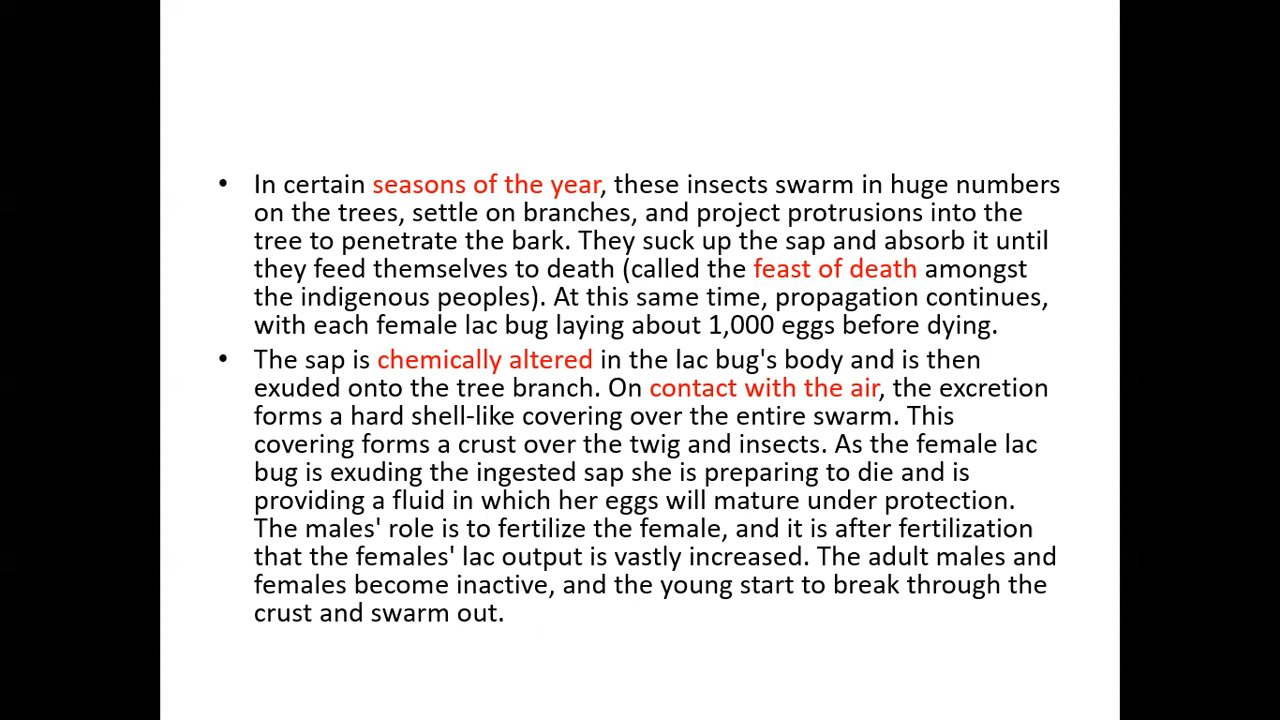 • In certain seasons of the year, these insects swarm in huge numbers
on the trees, settle on branches, and project protrusions into the
tree to penetrate the bark. They suck up the sap and absorb it until
they feed themselves to death (called the feast of death amongst
the indigenous peoples). At this same time, propagation continues,
with each female lac bug laying about 1,000 eggs before dying.
• The sap is chemically altered in the lac bug's body and is then
exuded onto the tree branch. On contact with the air, the excretion
forms a hard shell-like covering over the entire swarm. This
covering forms a crust over the twig and insects. As the female lac
bug is exuding the ingested sap she is preparing to die and is
providing a fluid in which her eggs will mature under protection.
The males' role is to fertilize the female, and it is after fertilization
that the females' lac output is vastly increased. The adult males and
females become inactive, and the young start to break through the
crust and swarm out.